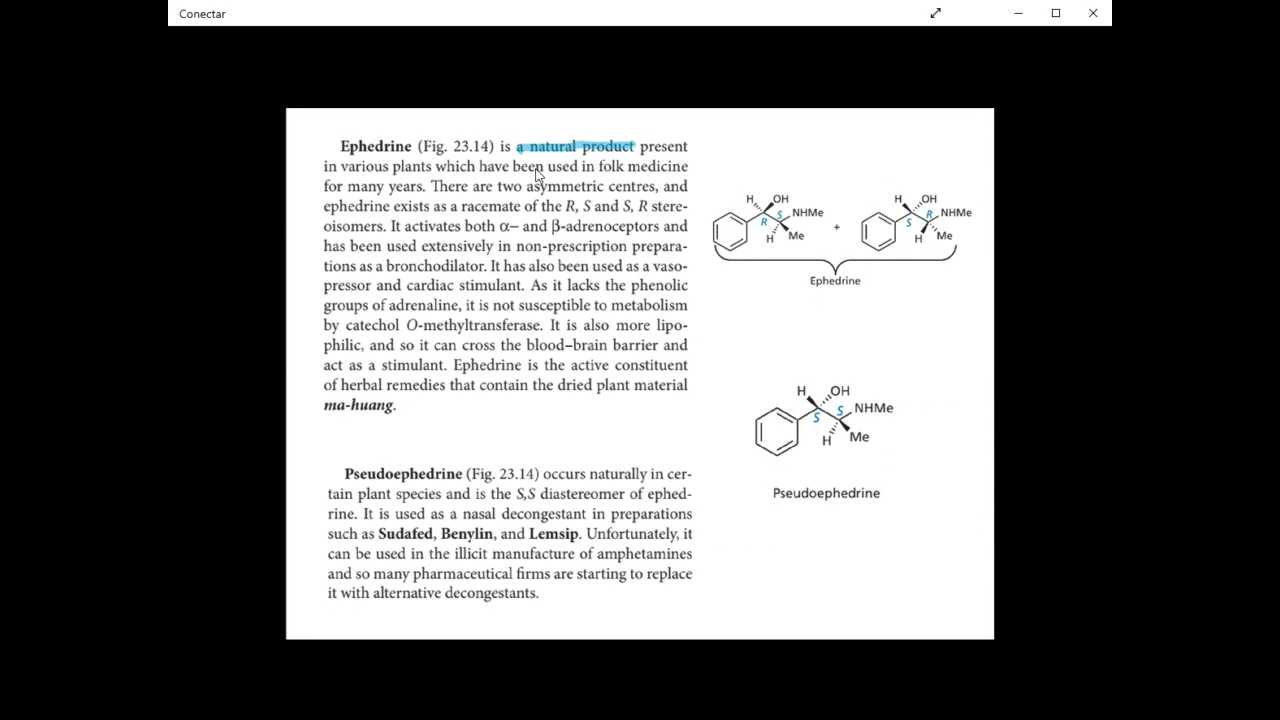 Conectar
Ephedrine (Fig. 23.14) is a natural product present
in various plants which have been used in folk medicine
for many years. There are two asymmetric centres, and
ephedrine exists as a racemate of the R, S and S, R stere-
oisomers. It activates both α– and β-adrenoceptors and
has been used extensively in non-prescription prepara-
tions as a bronchodilator. It has also been used as a vaso-
pressor and cardiac stimulant. As it lacks the phenolic
groups of adrenaline, it is not susceptible to metabolism
by catechol O-methyltransferase. It is also more lipo-
philic, and so it can cross the blood–brain barrier and
act as a stimulant. Ephedrine is the active constituent
of herbal remedies that contain the dried plant material
ma-huang.
H OH H OH
S NHMe R NHMe
R + S
H Me H Me
Ephedrine
Pseudoephedrine (Fig. 23.14) occurs naturally in cer-
tain plant species and is the S,S diastereomer of ephed-
rine. It is used as a nasal decongestant in preparations
such as Sudafed, Benylin, and Lemsip. Unfortunately, it
can be used in the illicit manufacture of amphetamines
and so many pharmaceutical firms are starting to replace
it with alternative decongestants.
H OH
S S NHMe
H Me
Pseudoephedrine